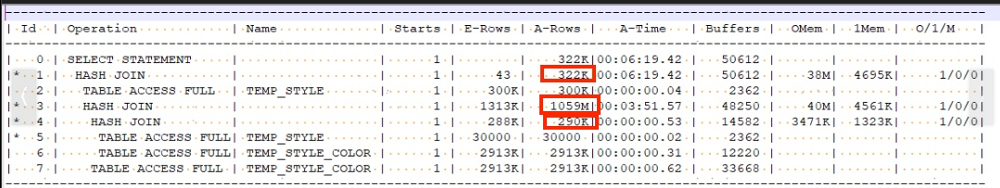 | Id | Operation | Name | Starts | E-Rows | A-Rows | A-Time | Buffers | OMem | 1Mem | O/1/M |
| 0 | SELECT STATEMENT | | 1 | | 322K|00:06:19.42 | 50612 | | | |
|* 1 | HASH JOIN | | 1 | 43 | 322K|00:06:19.42 | 50612 | 38M| 4695K| 1/0/0|
| 2 | TABLE ACCESS FULL | TEMP_STYLE | 1 | 300K| 300K|00:00:00.04 | 2362 | | | |
|* 3 | HASH JOIN | | 1 | 1313K| 1059M|00:03:51.57 | 48250 | 40M| 4561K| 1/0/0|
|* 4 | HASH JOIN | | 1 | 288K| 290K|00:00:00.53 | 14582 | 3471K| 1323K| 1/0/0|
|* 5 | TABLE ACCESS FULL| TEMP_STYLE | 1 | 30000 | 30000 |00:00:00.02 | 2362 | | | |
| 6 | TABLE ACCESS FULL| TEMP_STYLE_COLOR | 1 | 2913K| 2913K|00:00:00.31 | 12220 | | | |
| 7 | TABLE ACCESS FULL | TEMP_STYLE_COLOR | 1 | 2913K| 2913K|00:00:00.62 | 33668 | | | |